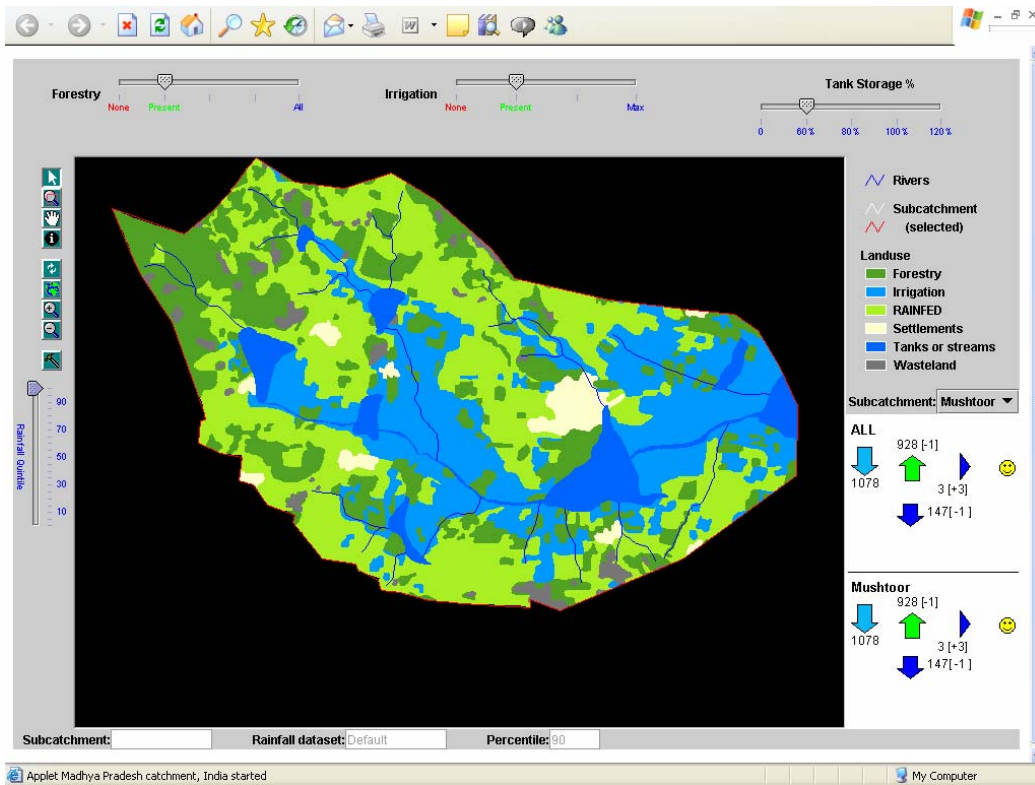 Forestry
None Present All
Irrigation
None Present Max
Tank Storage %
0 60% 80% 100% 120%
Rivers
Subcatchment
(selected)
Landuse
Forestry
Irrigation
RAINFED
Settlements
Tanks or streams
Wasteland
90
70
50
30
10
Rainfall Quintile
Subcatchment: Mushtoor
ALL
928 [-1]
1078
3 [+3]
147[-1 ]
Mushtoor
928 [-1]
1078
3 [+3]
147[-1 ]
Subcatchment: Rainfall dataset: Default Percentile: 90
Applet Madhya Pradesh catchment, India started My Computer